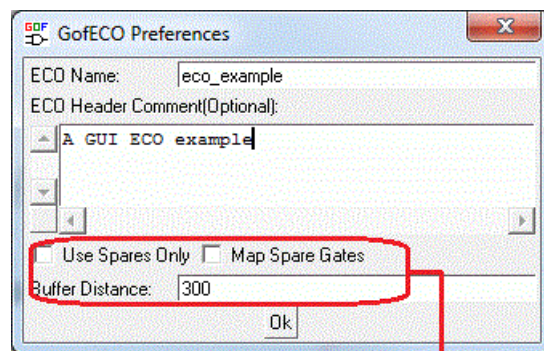 GOF GofECO Preferences
ECO Name: eco_example
ECO Header Comment(Optional):
A GUI ECO example
Use Spares Only Map Spare Gates
Buffer Distance: 300
Ok